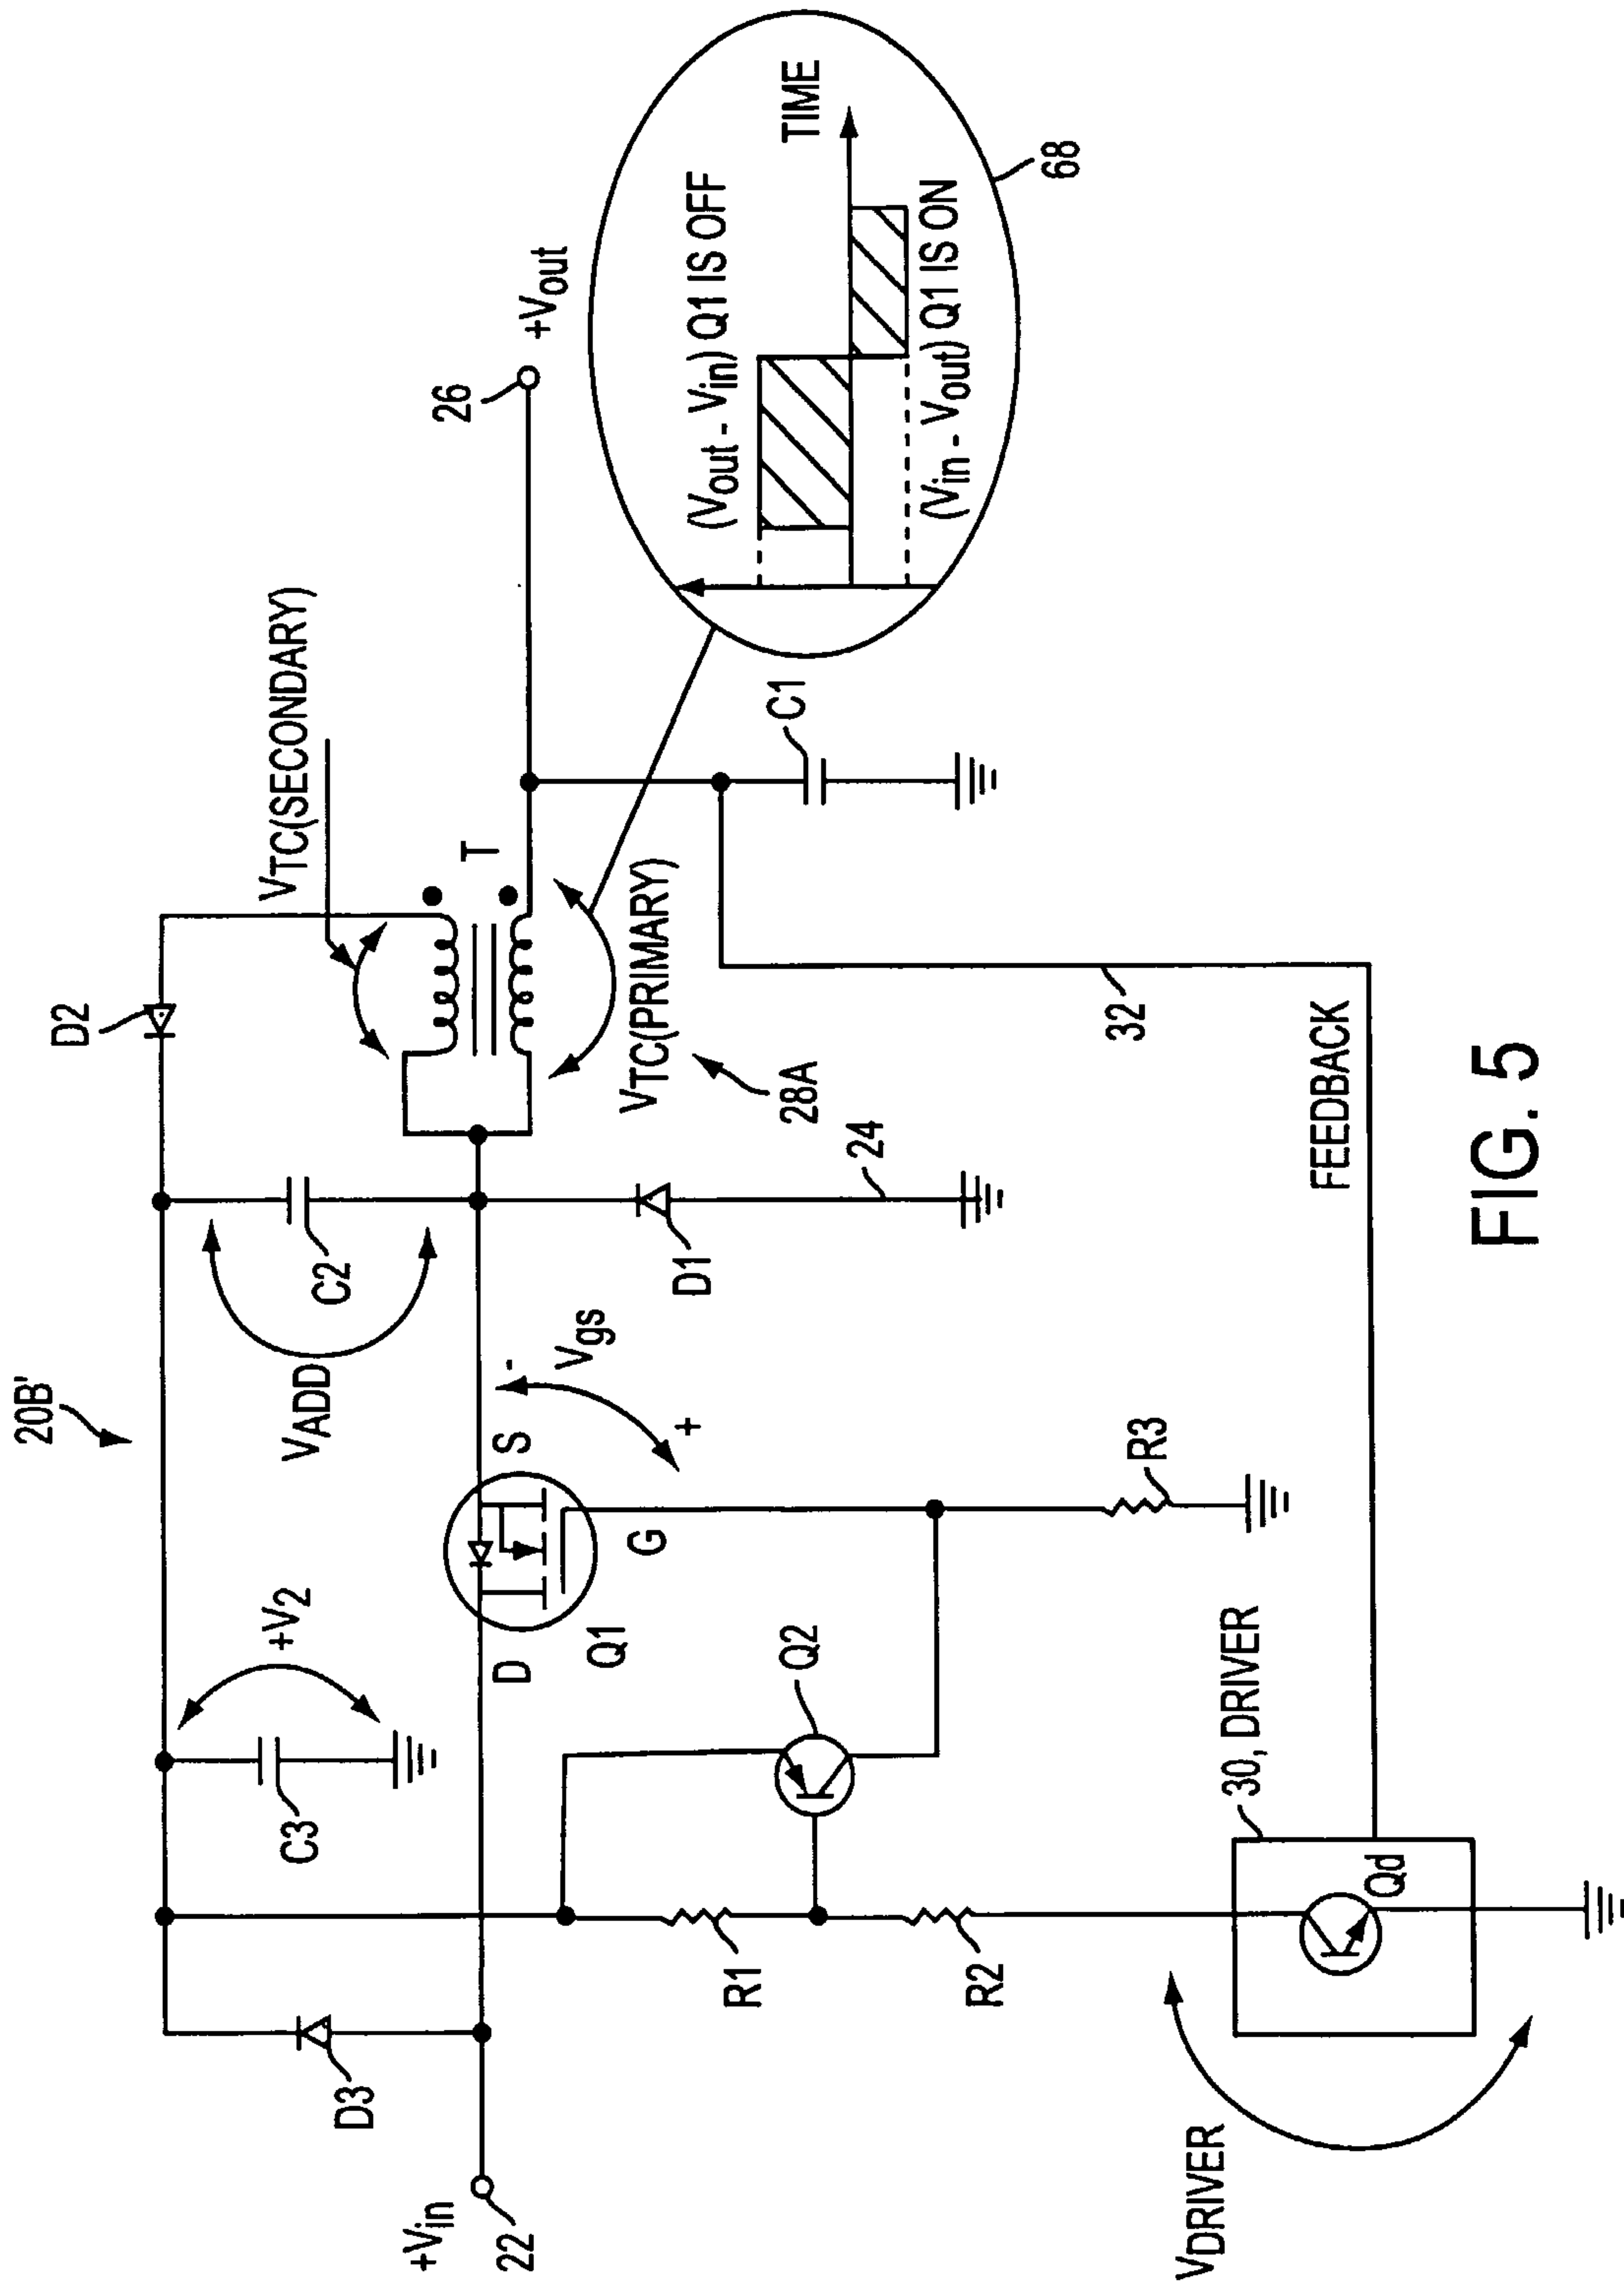 20B'
+V2
C3
D3
+Vin
22
VADD
C2
D2
VTC(SECONDARY)
T
26
+Vout
D
S
Q1
G
-
Vgs
+
D1
24
VTC(PRIMARY)
28A
C1
(Vout - Vin) Q1 IS OFF
TIME
(Vin - Vout) Q1 IS ON
68
R1
Q2
R2
R3
32
30, DRIVER
Qd
VDRIVER
FEEDBACK
FIG. 5